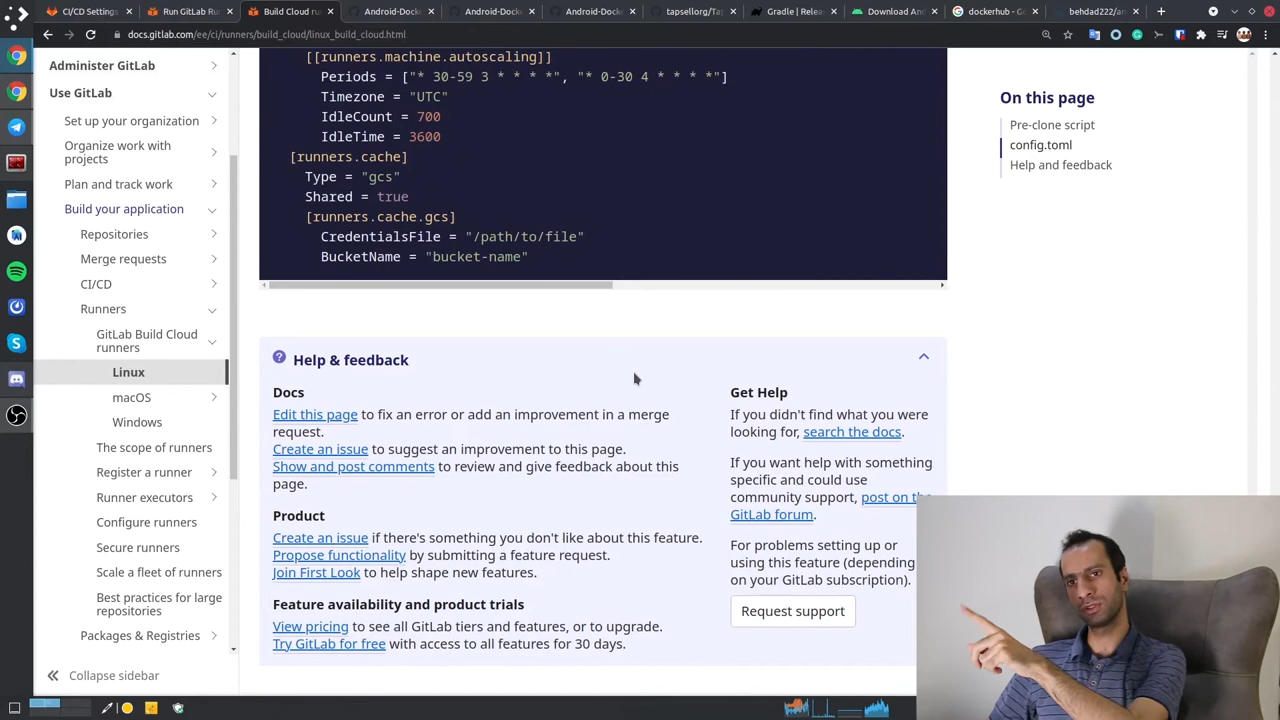 CI/CD Settings
Run GitLab Run
Build Cloud run
Android-Docke
Android-Docke
Android-Docke
tapsellorg/Tap
Gradle | Relea
Download And
dockerhub - Go
behdad222/an
docs.gitlab.com/ee/ci/runners/build_cloud/linux_build_cloud.html
Administer GitLab
Use GitLab
Set up your organization
Organize work with
projects
Plan and track work
Build your application
Repositories
Merge requests
CI/CD
Runners
GitLab Build Cloud
runners
Linux
macOS
Windows
The scope of runners
Register a runner
Runner executors
Configure runners
Secure runners
Scale a fleet of runners
Best practices for large
repositories
Packages & Registries
Collapse sidebar
[[runners.machine.autoscaling]]
Periods = ["* 30-59 3 * * * *", "* 0-30 4 * * * *"]
Timezone = "UTC"
IdleCount = 700
IdleTime = 3600
[runners.cache]
Type = "gcs"
Shared = true
[runners.cache.gcs]
CredentialsFile = "/path/to/file"
BucketName = "bucket-name"
Help & feedback
Docs
Edit this page to fix an error or add an improvement in a merge
request.
Create an issue to suggest an improvement to this page.
Show and post comments to review and give feedback about this
page.
Product
Create an issue if there's something you don't like about this feature.
Propose functionality by submitting a feature request.
Join First Look to help shape new features.
Feature availability and product trials
View pricing to see all GitLab tiers and features, or to upgrade.
Try GitLab for free with access to all features for 30 days.
Get Help
If you didn't find what you were
looking for, search the docs.
If you want help with something
specific and could use
community support, post on the
GitLab forum.
For problems setting up or
using this feature (depending
on your GitLab subscription).
Request support
On this page
Pre-clone script
config.toml
Help and feedback